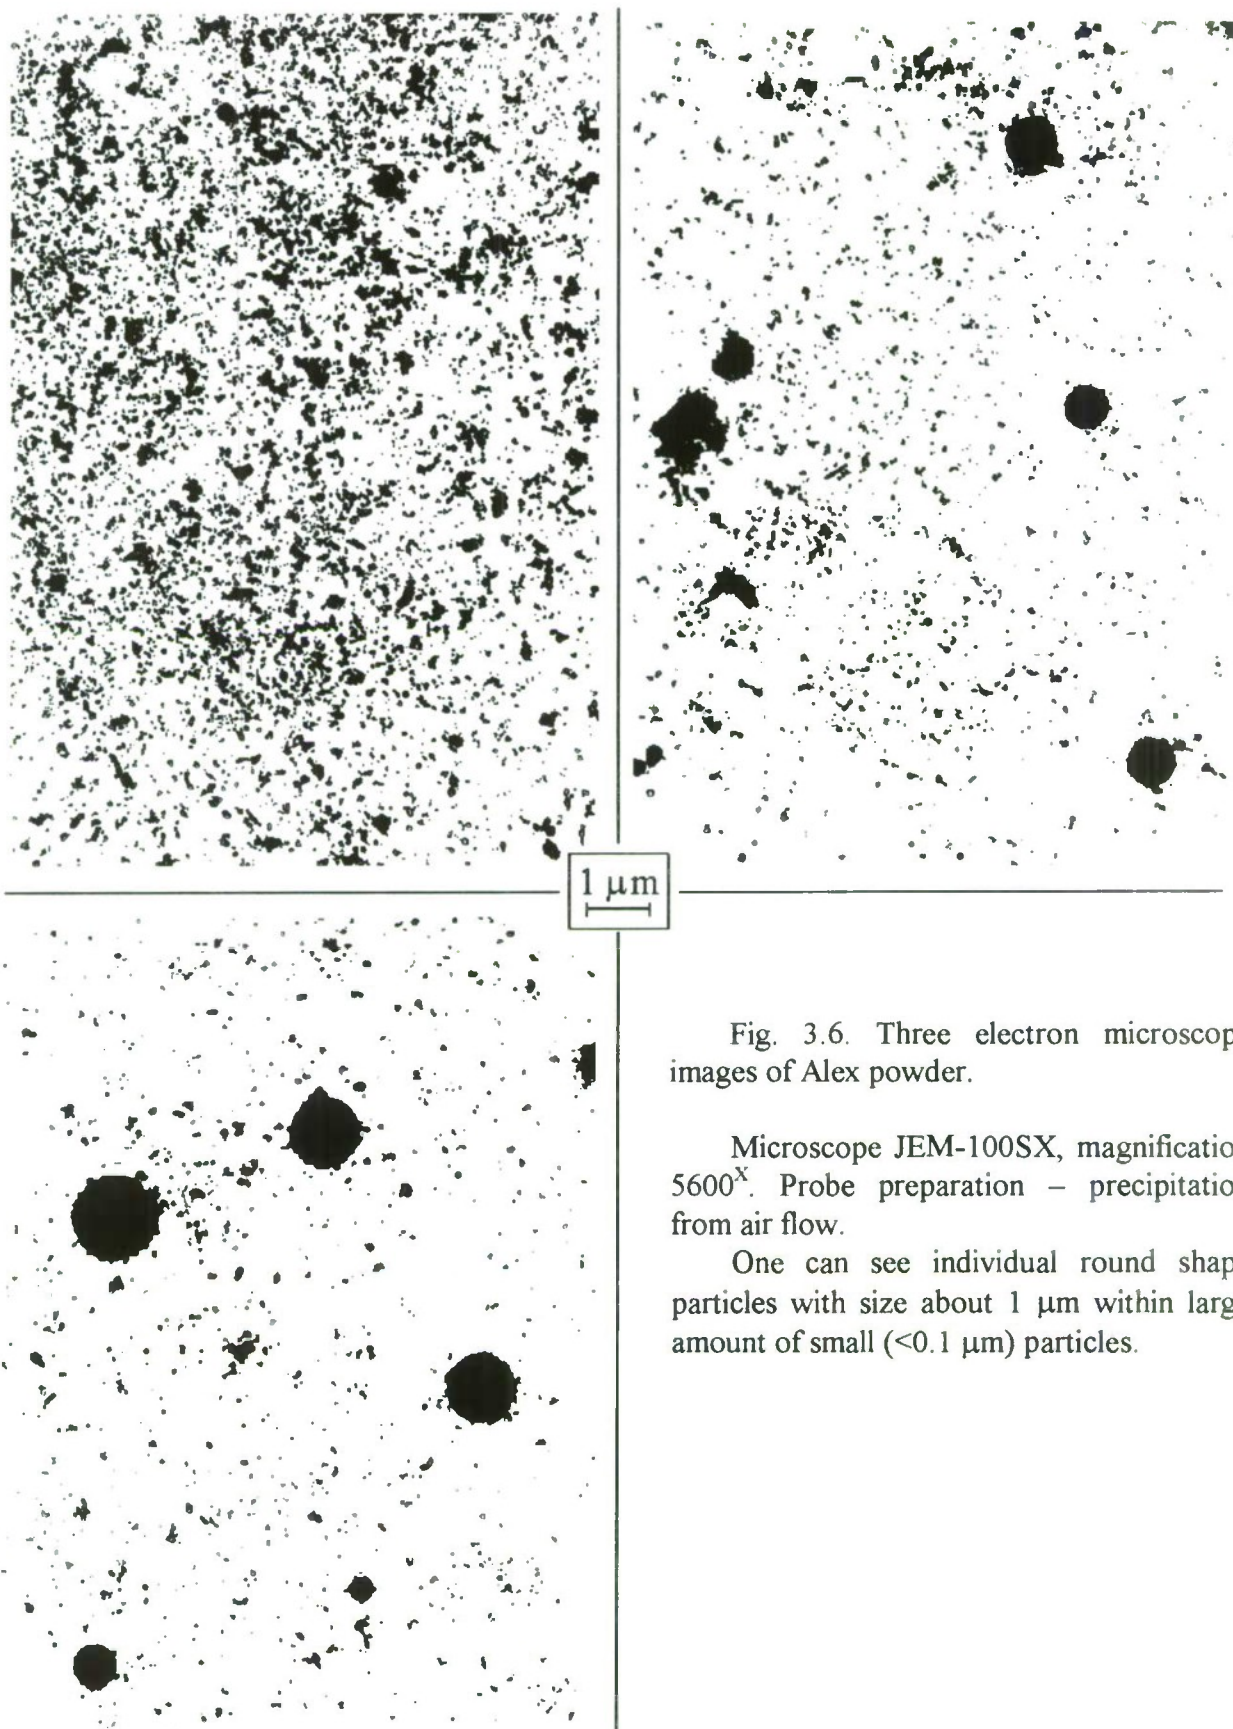 1 μm
Fig. 3.6. Three electron microscop
images of Alex powder.
Microscope JEM-100SX, magnificatio
5600ˣ. Probe preparation – precipitatio
from air flow.
One can see individual round shap
particles with size about 1 μm within larg
amount of small (<0.1 μm) particles.